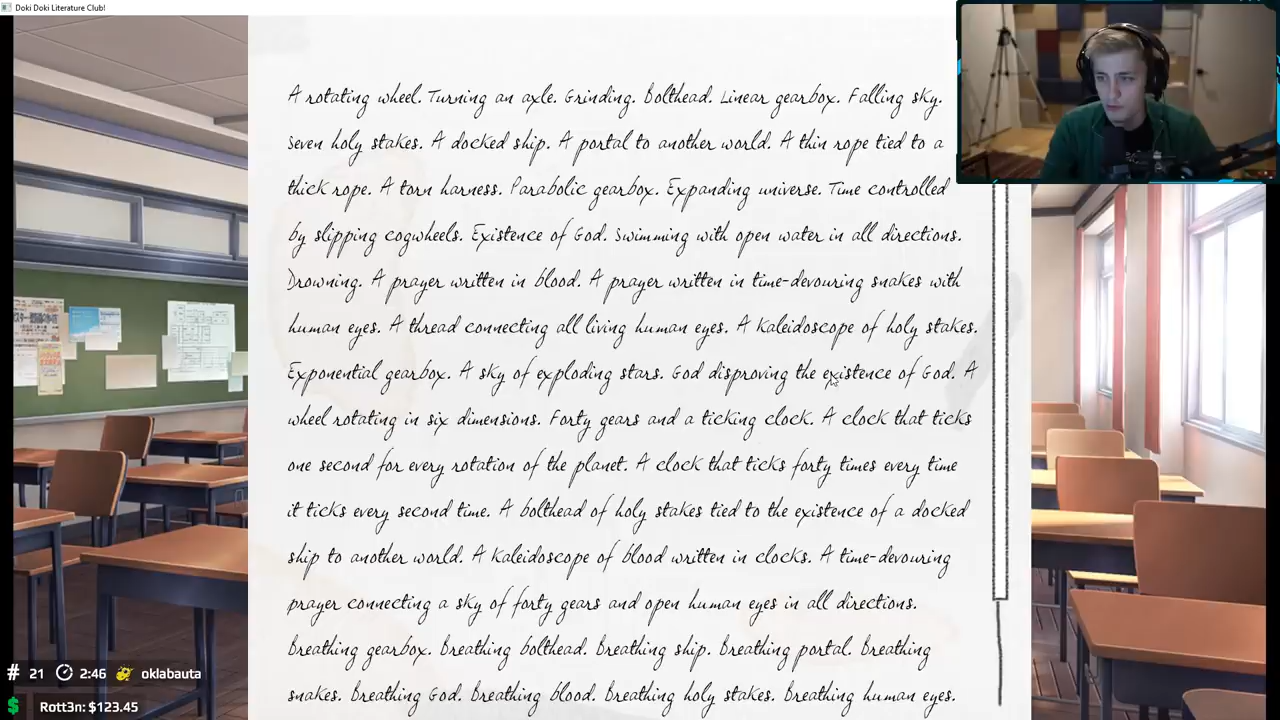 Doki Doki Literature Club!
A rotating wheel. Turning an axle. Grinding. Bolthead. Linear gearbox. Falling sky.
Seven holy stakes. A docked ship. A portal to another world. A thin rope tied to a
thick rope. A torn harness. Parabolic gearbox. Expanding universe. Time controlled
by slipping cogwheels. Existence of God. Swimming with open water in all directions.
Drowning. A prayer written in blood. A prayer written in time-devouring snakes with
human eyes. A thread connecting all living human eyes. A kaleidoscope of holy stakes.
Exponential gearbox. A sky of exploding stars. God disproving the existence of God. A
wheel rotating in six dimensions. Forty gears and a ticking clock. A clock that ticks
one second for every rotation of the planet. A clock that ticks forty times every time
it ticks every second time. A bolthead of holy stakes tied to the existence of a docked
ship to another world. A kaleidoscope of blood written in clocks. A time-devouring
prayer connecting a sky of forty gears and open human eyes in all directions.
Breathing gearbox. Breathing bolthead. Breathing ship. Breathing portal. Breathing
snakes. Breathing God. Breathing blood. Breathing holy stakes. Breathing human eyes.
# 21 2:46 oklabauta
$ Rott3n: $123.45